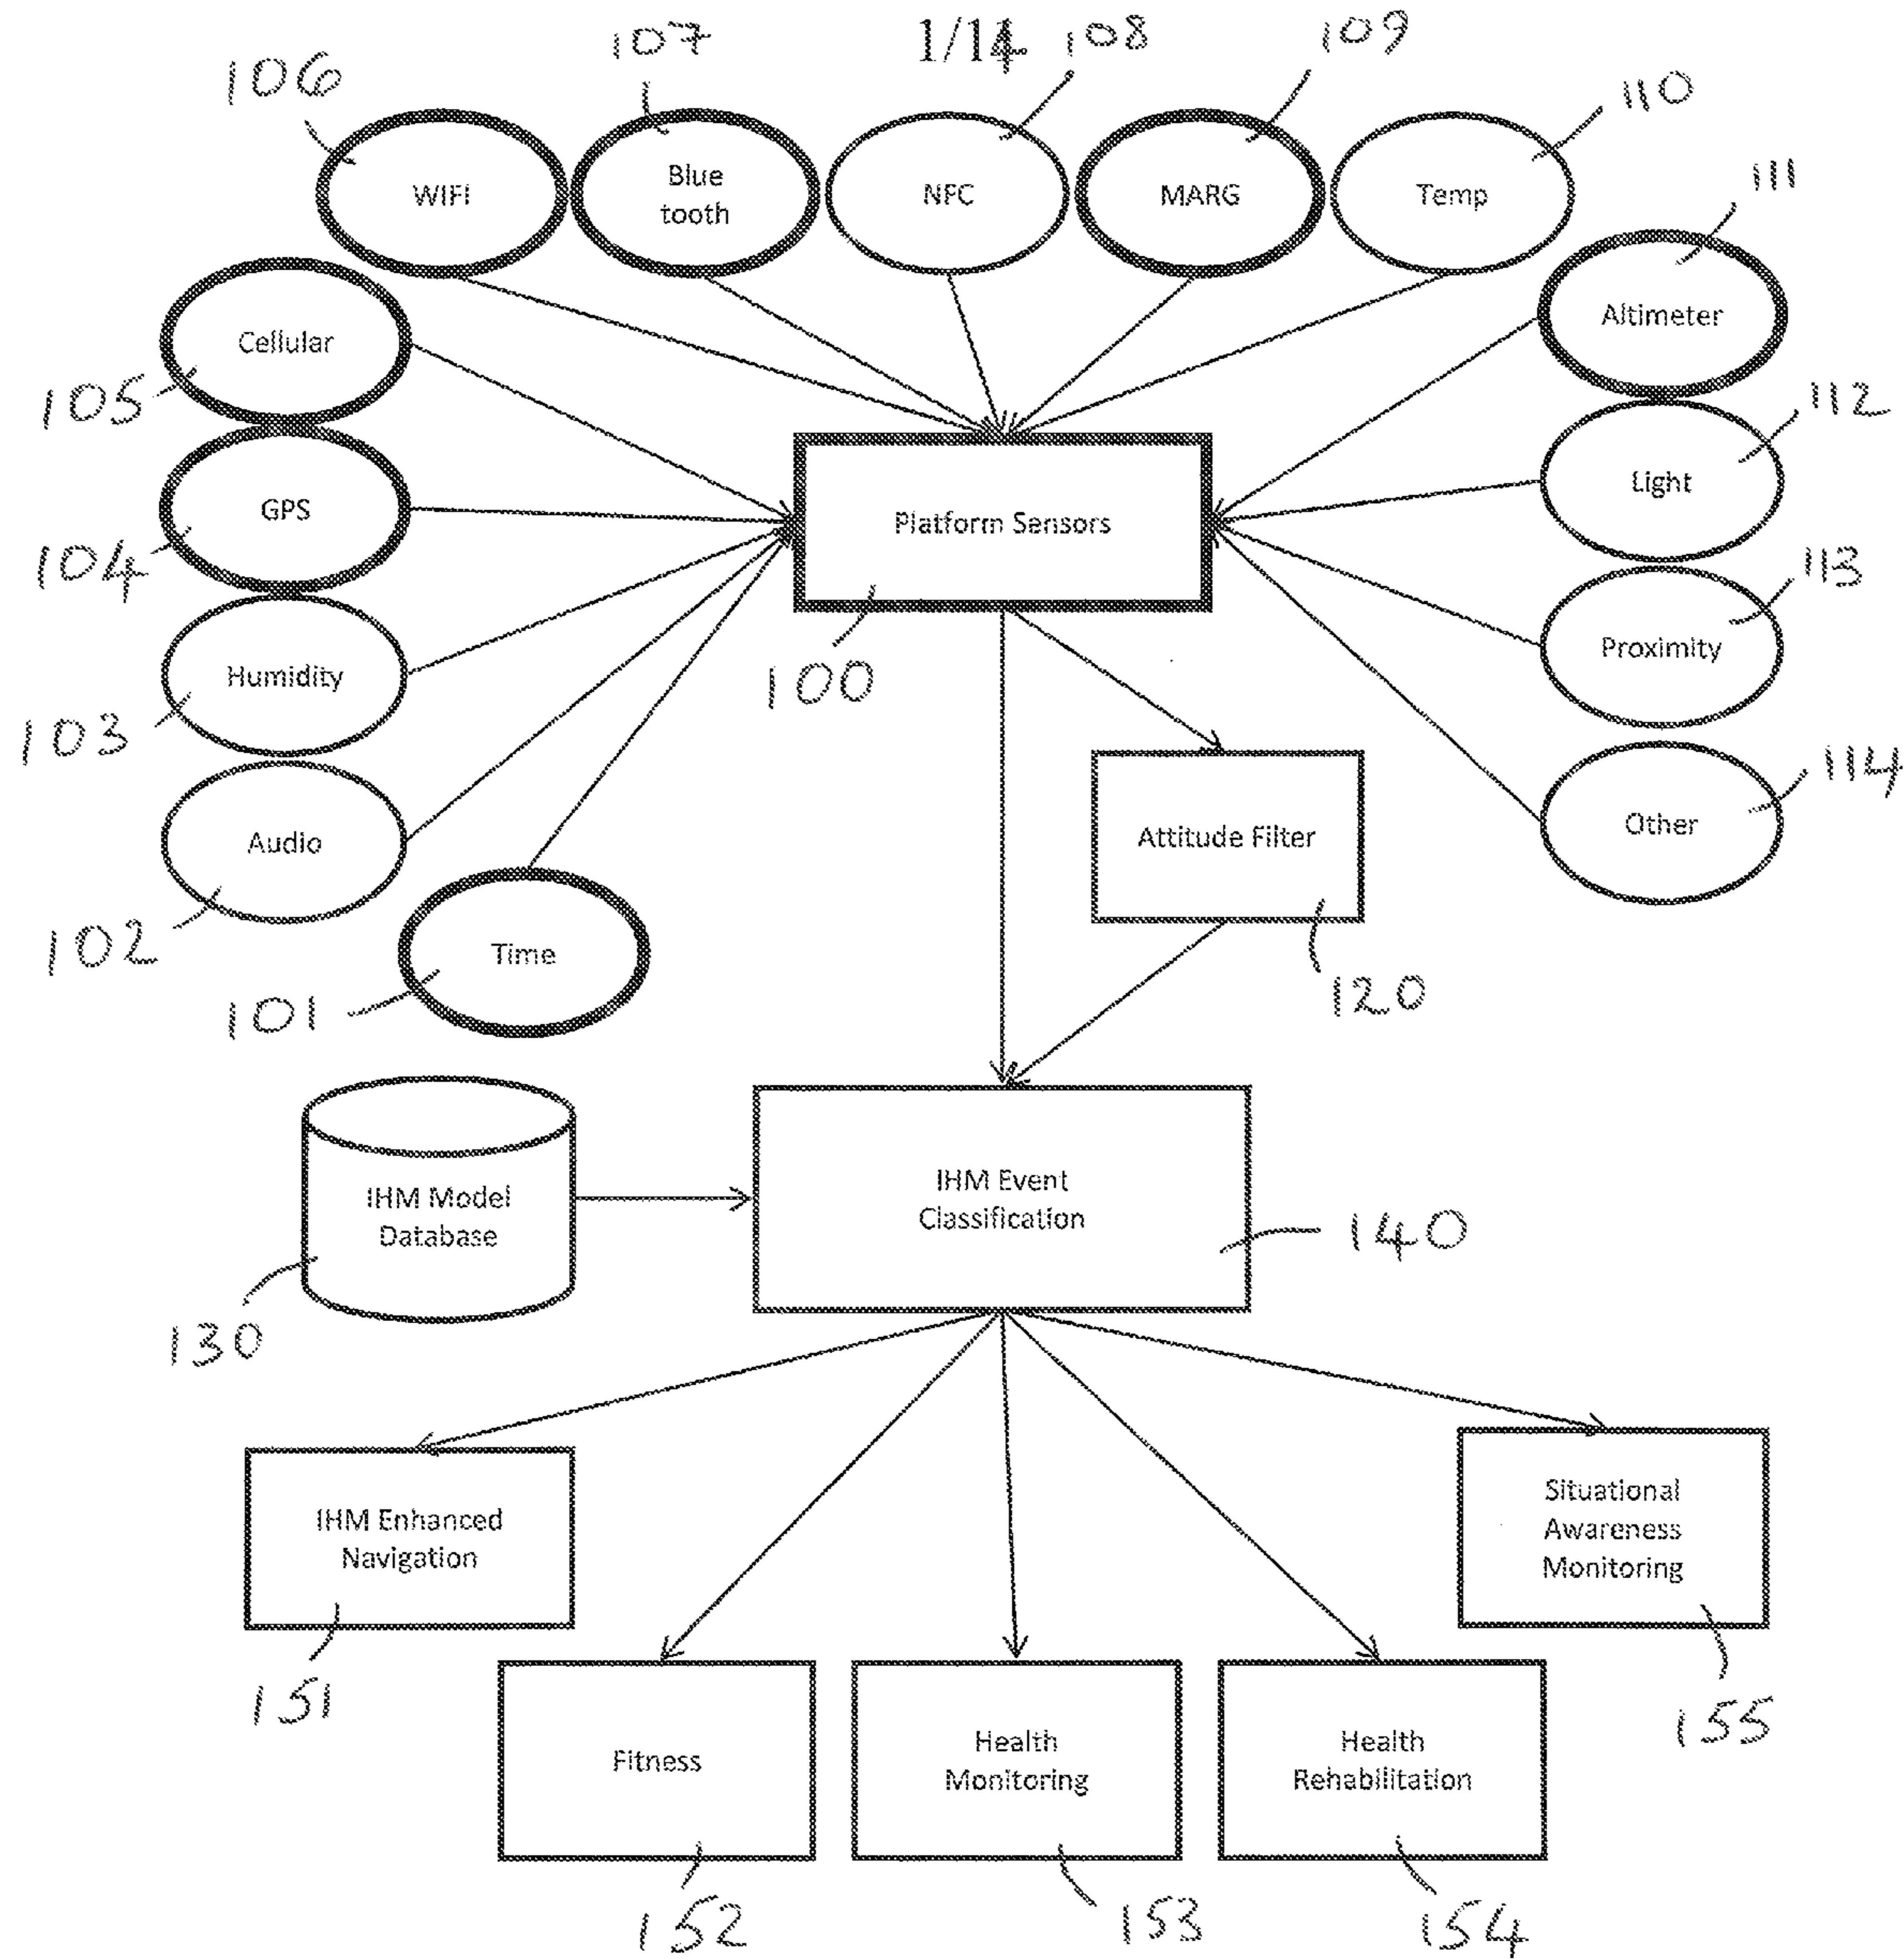 1/14
106
107
108
109
110
WIFI
Blue
tooth
NFC
MARG
Temp
111
Altimeter
Cellular
105
112
Light
GPS
104
Platform Sensors
100
113
Proximity
Humidity
103
114
Other
Audio
102
Attitude Filter
120
Time
101
IHM Model
Database
130
IHM Event
Classification
140
IHM Enhanced
Navigation
151
Situational
Awareness
Monitoring
155
Fitness
152
Health
Monitoring
153
Health
Rehabilitation
154